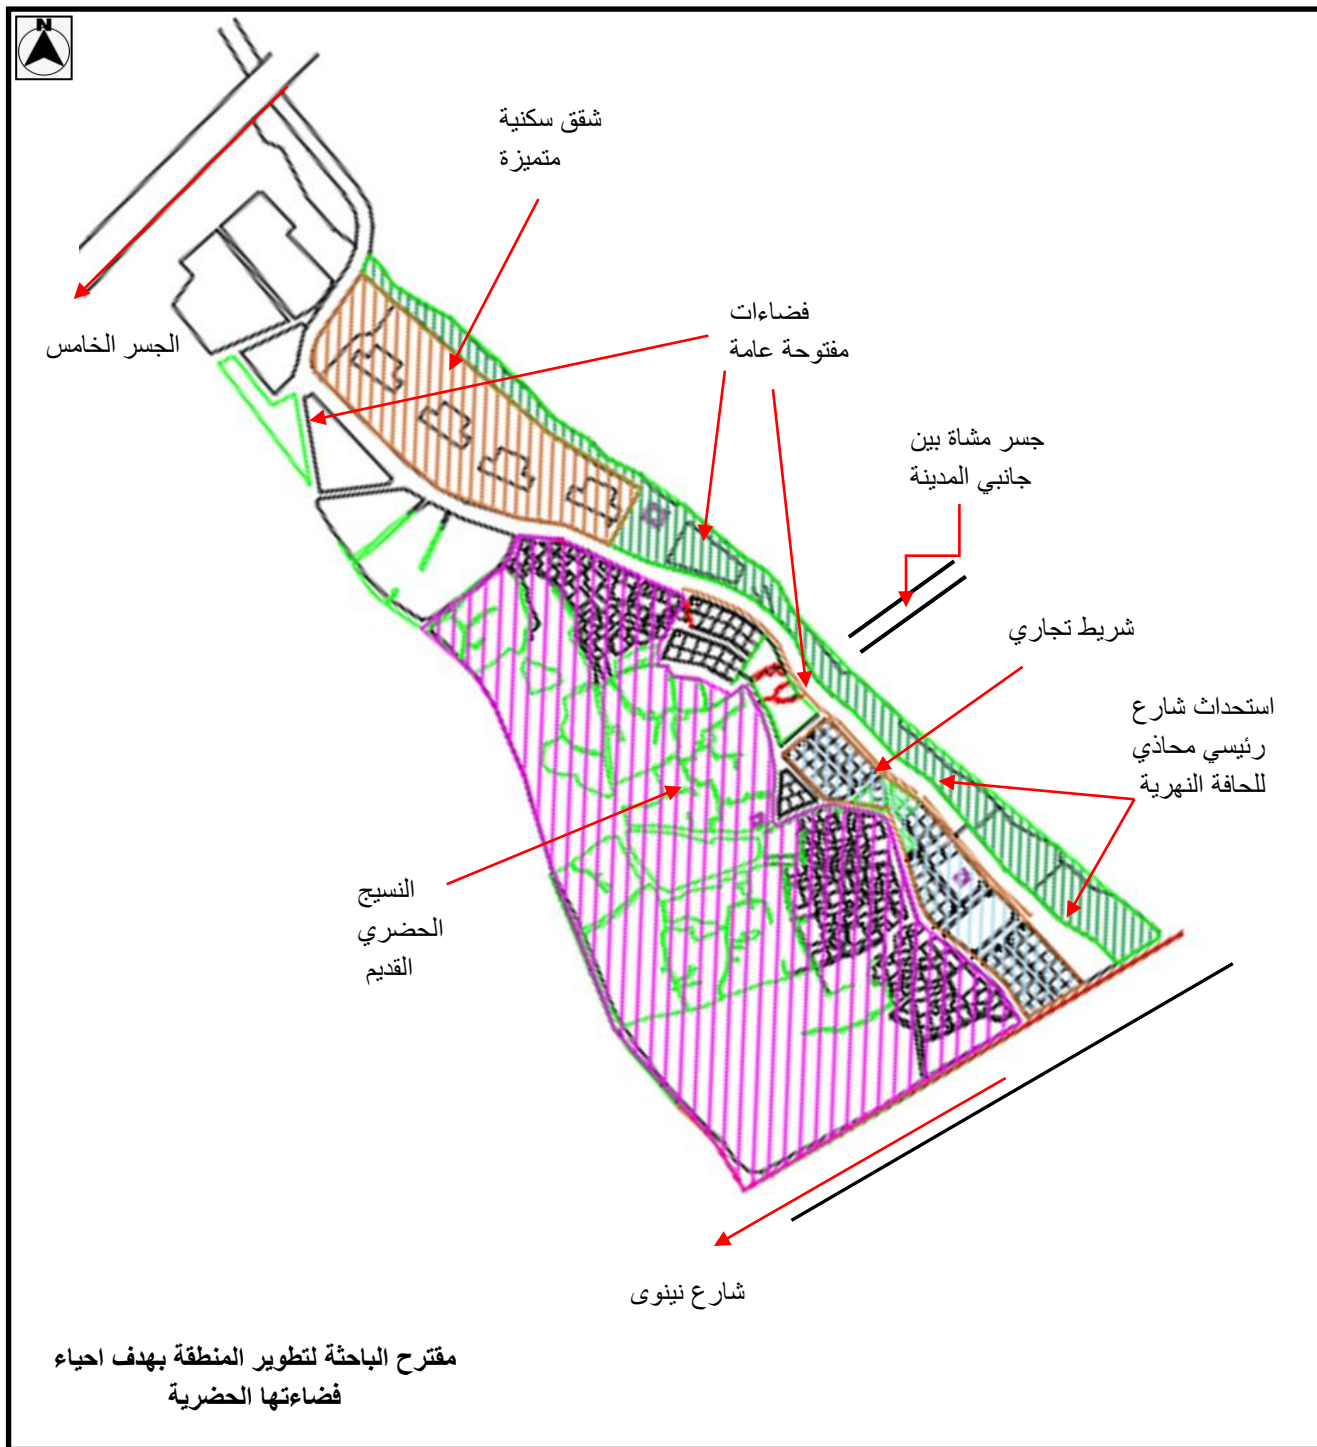 N
شقق سكنية
متميزة
فضاءات
مفتوحة عامة
الجسر الخامس
جسر مشاة بين
جانبي المدينة
شريط تجاري
استحداث شارع
رئيسي محاذي
للحافة النهرية
النسيج
الحضري
القديم
شارع نينوى
مقترح الباحثة لتطوير المنطقة بهدف احياء
فضاءتها الحضرية